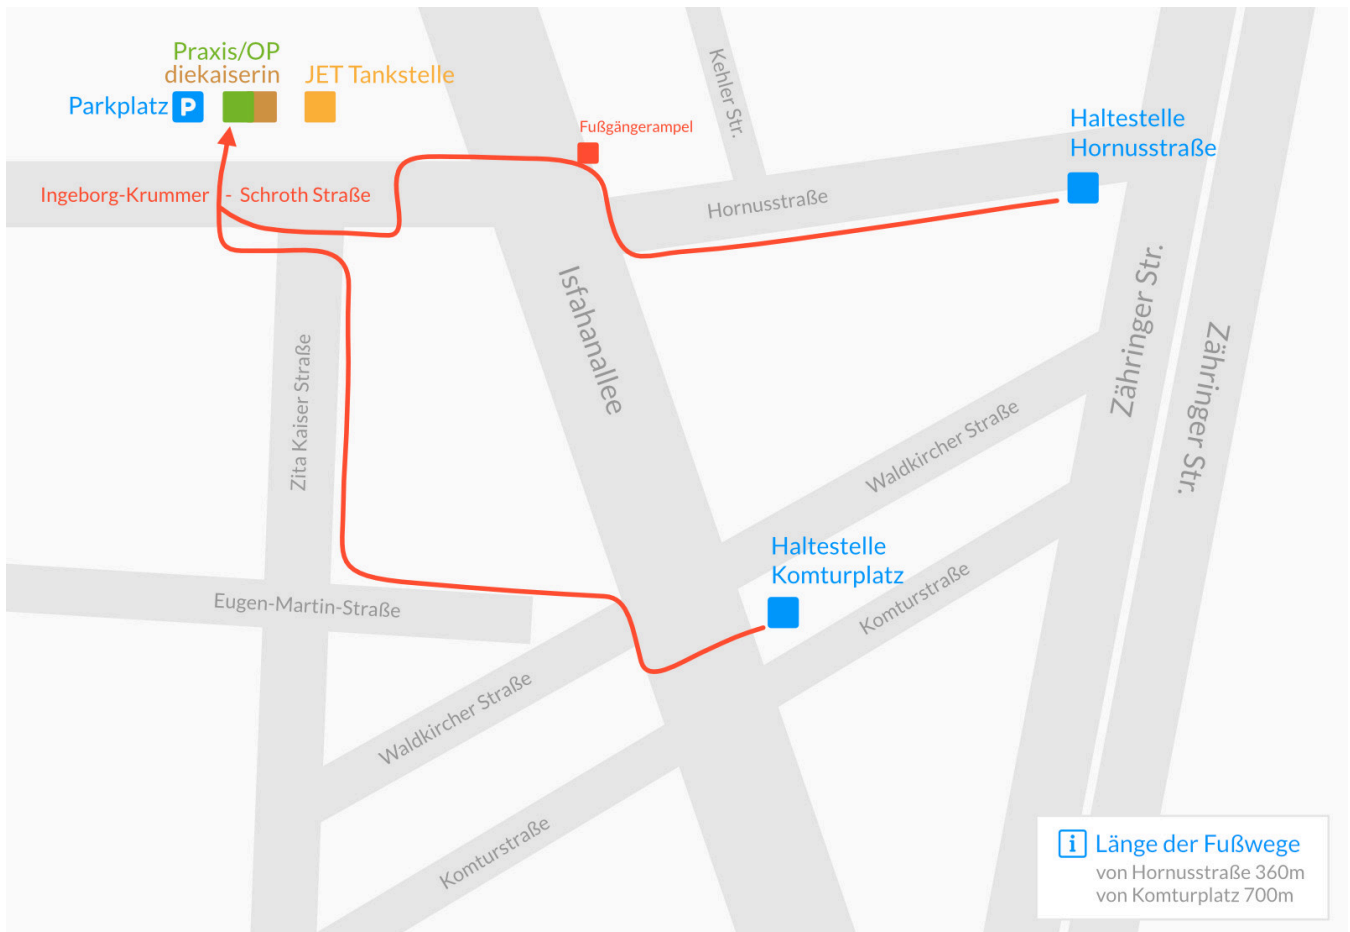 Praxis/OP
diekaiserin
JET Tankstelle
Parkplatz P
Fußgängerampel
Kehler Str.
Haltestelle
Hornusstraße
Ingeborg-Krummer - Schroth Straße
Hornusstraße
Isfahanallee
Zähringer Str.
Zähringer Str.
Zita Kaiser Straße
Waldkircher Straße
Haltestelle
Komturplatz
Komturstraße
Eugen-Martin-Straße
Waldkircher Straße
Komturstraße
i Länge der Fußwege
von Hornusstraße 360m
von Komturplatz 700m